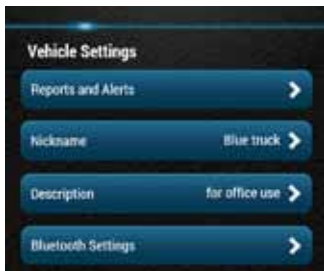 Vehicle Settings
Reports and Alerts
Nickname Blue truck
Description for office use
Bluetooth Settings